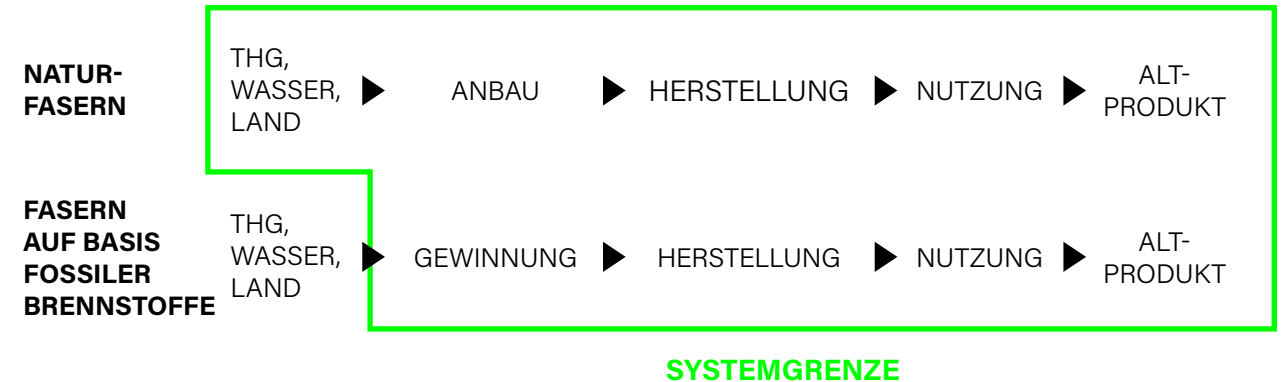 NATUR-
FASERN
THG,
WASSER,
LAND
ANBAU
HERSTELLUNG
NUTZUNG
ALT-
PRODUKT
FASERN
AUF BASIS
FOSSILER
BRENNSTOFFE
THG,
WASSER,
LAND
GEWINNUNG
HERSTELLUNG
NUTZUNG
ALT-
PRODUKT
SYSTEMGRENZE